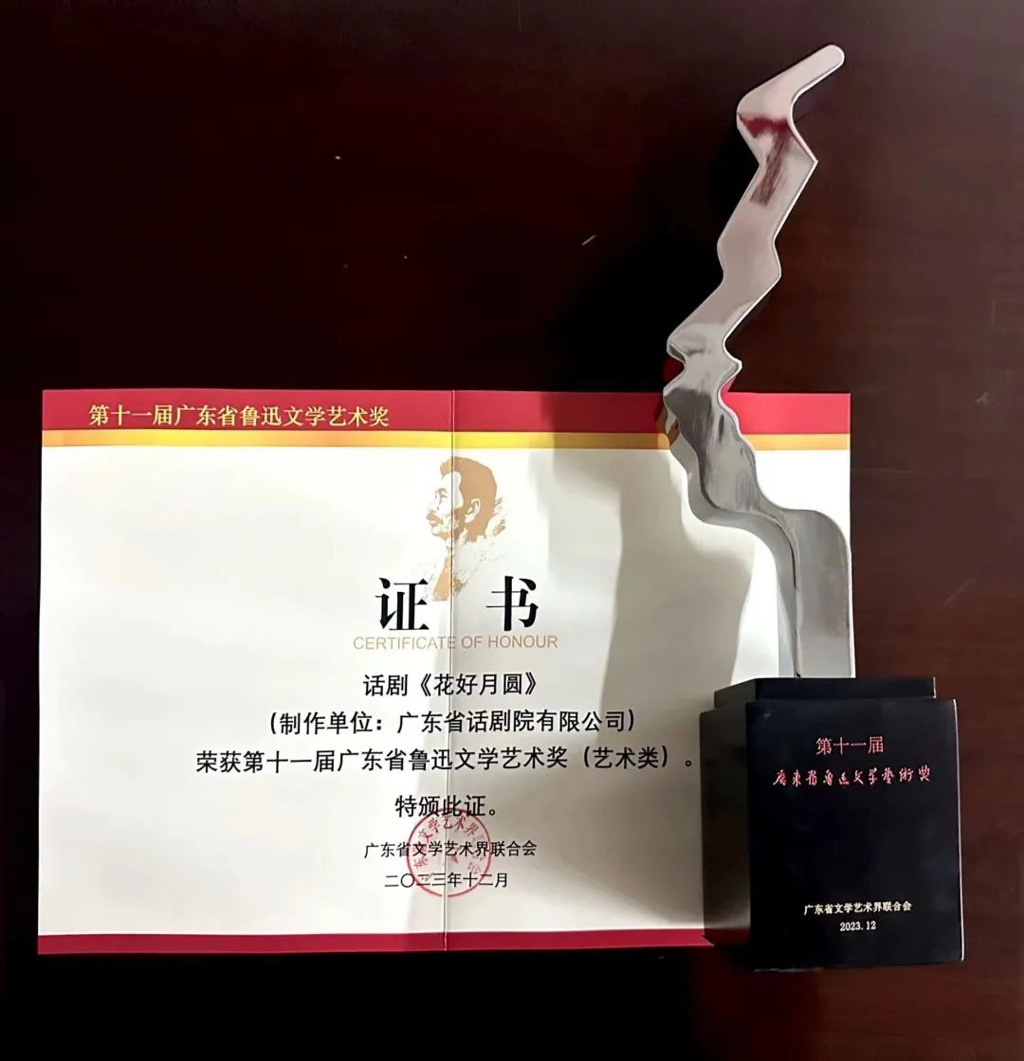 第十一届广东省鲁迅文学艺术奖
证 书
CERTIFICATE OF HONOUR
话剧《花好月圆》
(制作单位:广东省话剧院有限公司)
荣获第十一届广东省鲁迅文学艺术奖(艺术类)。
特颁此证。
广东省文学艺术界联合会
二〇二三年十二月
第十一届
廣東省魯迅文学藝術奖
广东省文学艺术界联合会
2023.12